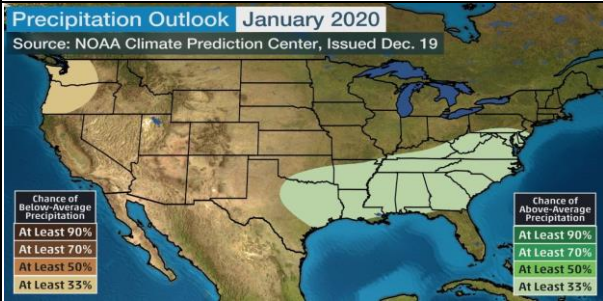 Precipitation Outlook January 2020
Source: NOAA Climate Prediction Center, Issued Dec. 19
Chance of
Below-Average
Precipitation
At Least 90%
At Least 70%
At Least 50%
At Least 33%
Chance of
Above-Average
Precipitation
At Least 90%
At Least 70%
At Least 50%
At Least 33%